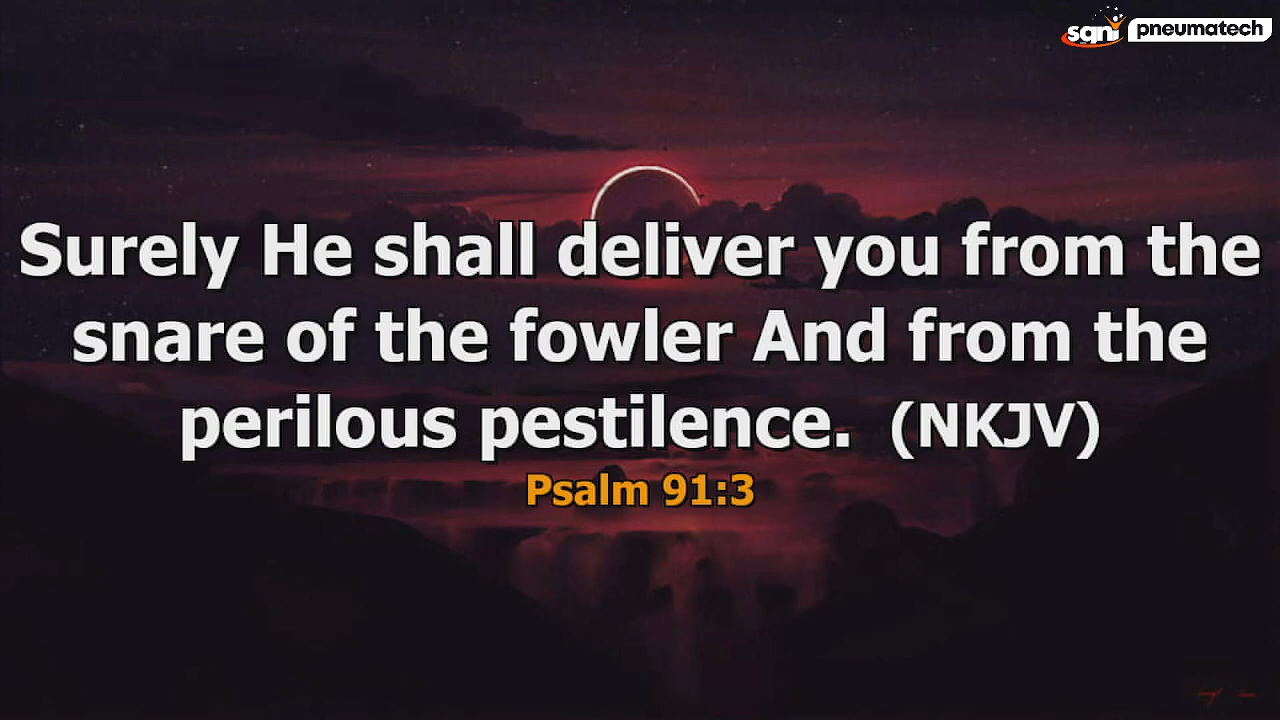 sqni pneumatech
Surely He shall deliver you from the
snare of the fowler And from the
perilous pestilence. (NKJV)
Psalm 91:3